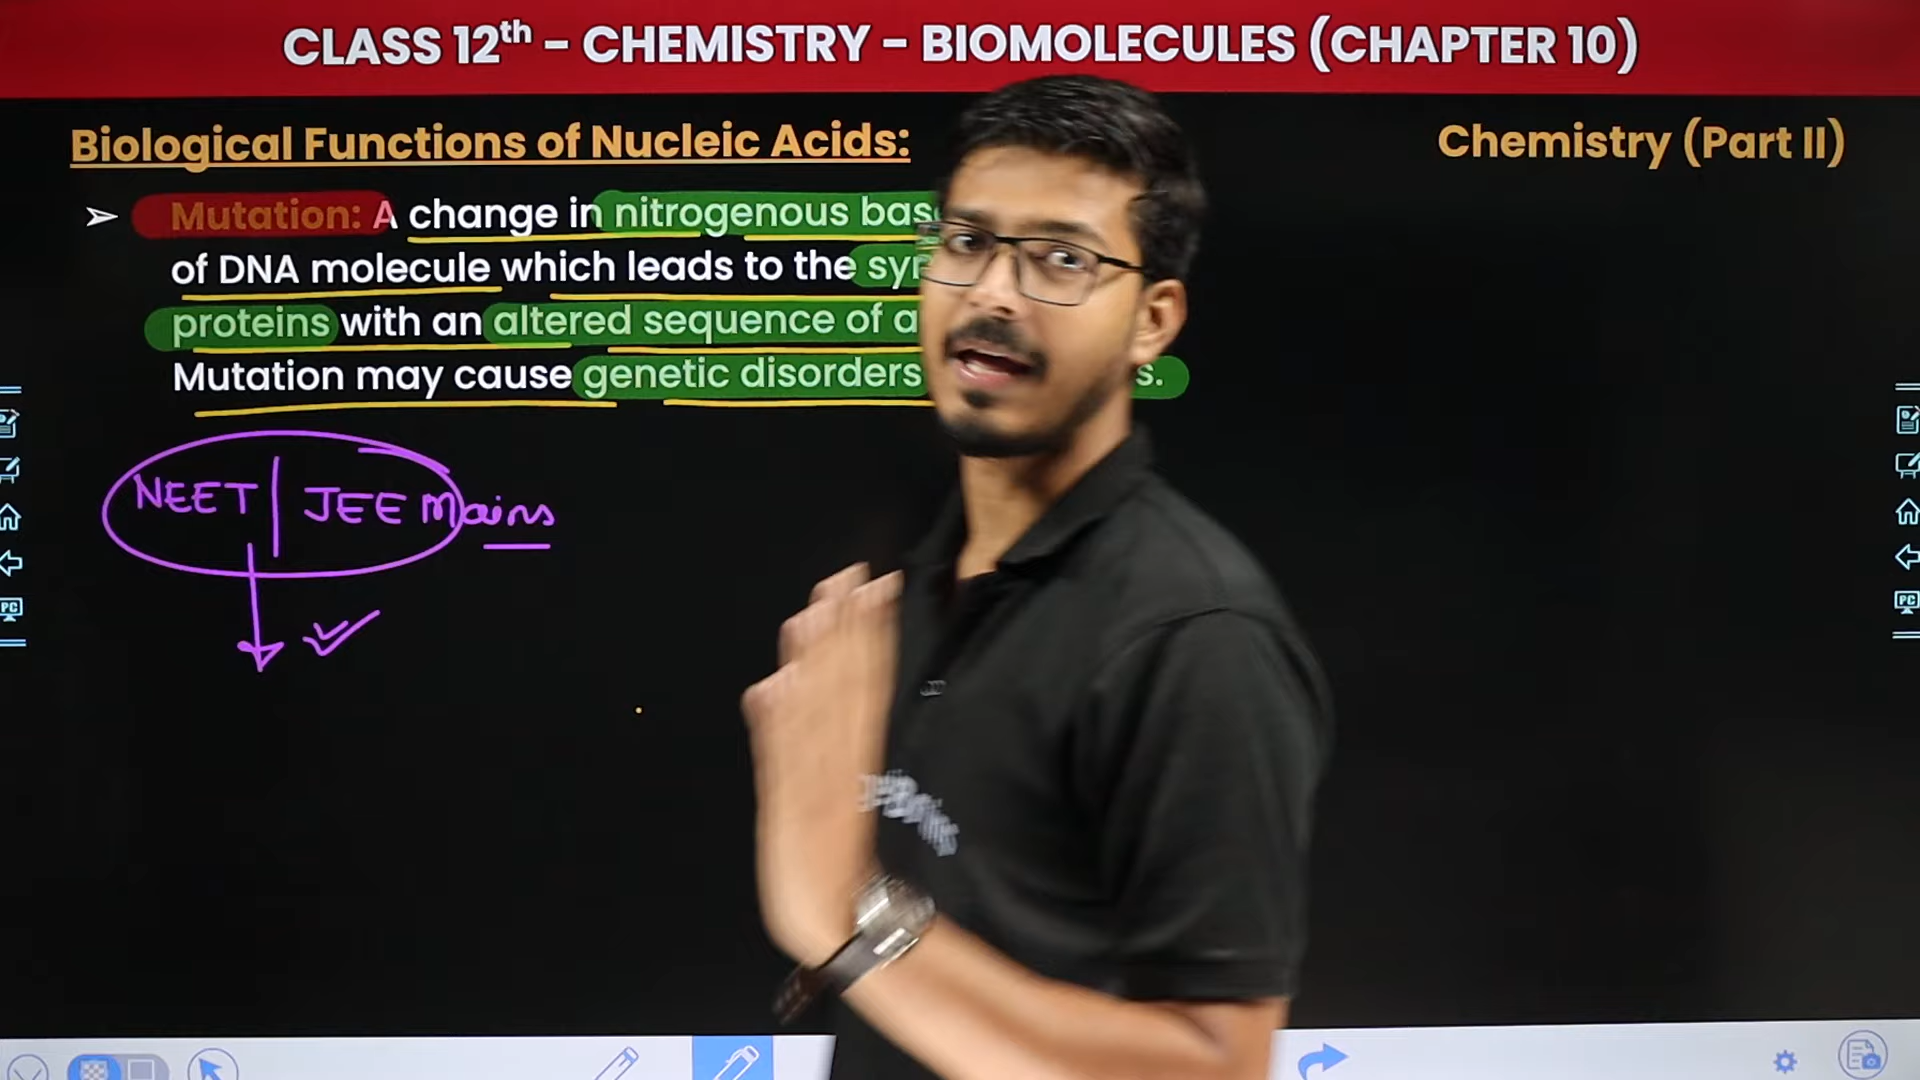 CLASS 12th - CHEMISTRY - BIOMOLECULES (CHAPTER 10)
Biological Functions of Nucleic Acids:
Chemistry (Part II)
➢ Mutation: A change in nitrogenous
of DNA molecule which leads to the
proteins with an altered sequence of
Mutation may cause genetic disorders
NEET | JEE Mains
PC
PC